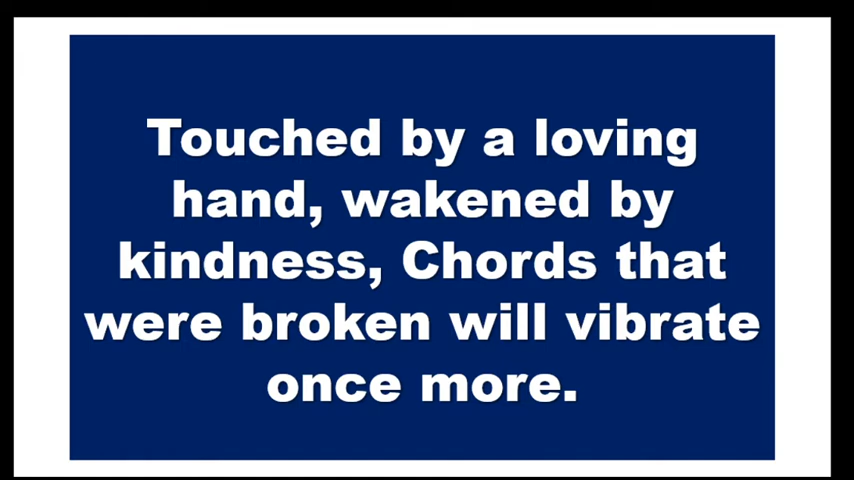 Touched by a loving
hand, wakened by
kindness, Chords that
were broken will vibrate
once more.